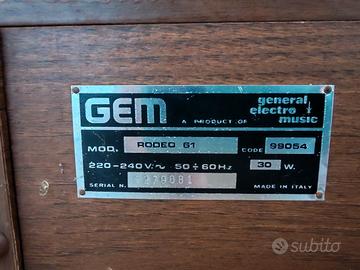 GEM
A PRODUCT OF
general
electro
music
MOD. RODEO 61 CODE 99054
220-240V.~ 50÷60Hz 30 W.
SERIAL N. 279081 MADE IN ITALY
subito